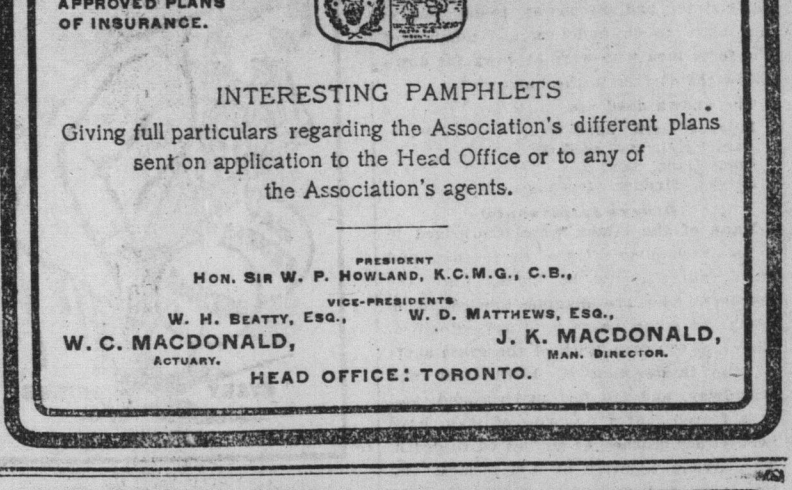 APPROVED PLANS
OF INSURANCE.
INTERESTING PAMPHLETS
Giving full particulars regarding the Association's different plans
sent on application to the Head Office or to any of
the Association's agents.
PRESIDENT
HON. SIR W. P. HOWLAND, K.C.M.G., C.B.,
VICE-PRESIDENTS
W. H. BEATTY, ESQ., W. D. MATTHEWS, ESQ.,
W. C. MACDONALD, J. K. MACDONALD,
ACTUARY. MAN. DIRECTOR.
HEAD OFFICE: TORONTO.